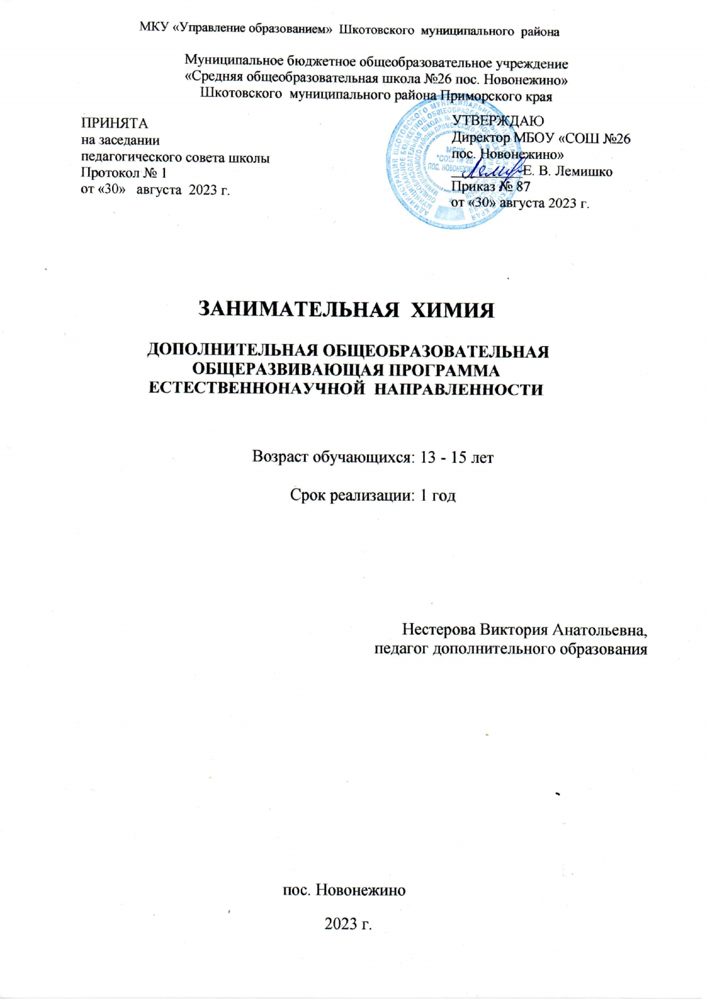 МКУ «Управление образованием» Шкотовского муниципального района
Муниципальное бюджетное общеобразовательное учреждение
«Средняя общеобразовательная школа №26 пос. Новонежино»
Шкотовского муниципального района Приморского края
ПРИНЯТА
на заседании
педагогического совета школы
Протокол № 1
от «30» августа 2023 г.
УТВЕРЖДАЮ
Директор МБОУ «СОШ №26
пос. Новонежино»
Е. В. Лемишко
Приказ № 87
от «30» августа 2023 г.
МБОУ
"СОШ № 26
ПОС. НОВОНЕЖИНО"
ЗАНИМАТЕЛЬНАЯ ХИМИЯ
ДОПОЛНИТЕЛЬНАЯ ОБЩЕОБРАЗОВАТЕЛЬНАЯ
ОБЩЕРАЗВИВАЮЩАЯ ПРОГРАММА
ЕСТЕСТВЕННОНАУЧНОЙ НАПРАВЛЕННОСТИ
Возраст обучающихся: 13 - 15 лет
Срок реализации: 1 год
Нестерова Виктория Анатольевна,
педагог дополнительного образования
пос. Новонежино
2023 г.